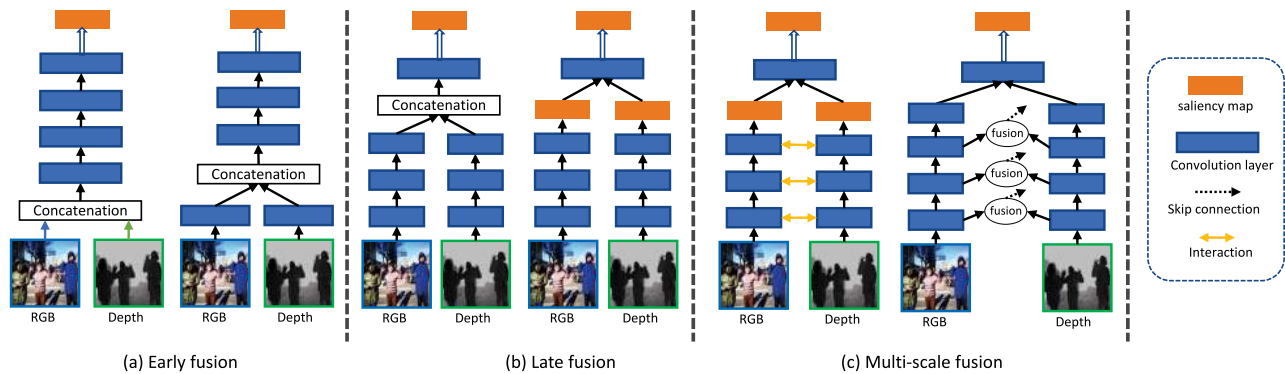 Concatenation
RGB
Depth
Concatenation
RGB
Depth
(a) Early fusion
Concatenation
RGB
Depth
RGB
Depth
(b) Late fusion
RGB
Depth
fusion
fusion
fusion
RGB
Depth
(c) Multi-scale fusion
saliency map
Convolution layer
Skip connection
Interaction